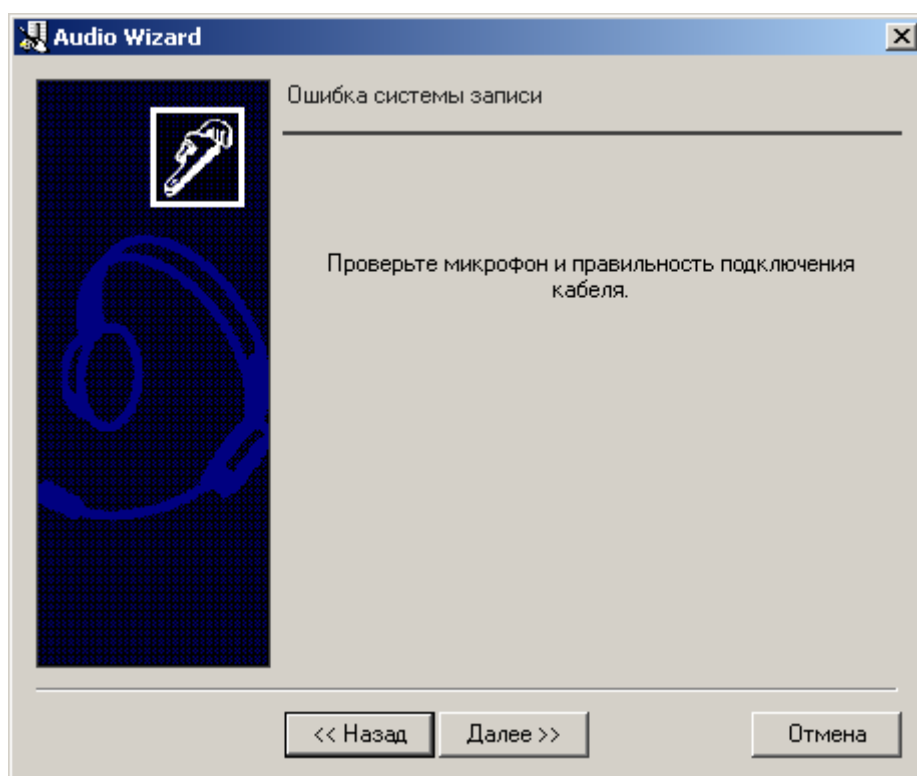 Audio Wizard
Ошибка системы записи
Проверьте микрофон и правильность подключения
кабеля.
<< Назад
Далее >>
Отмена